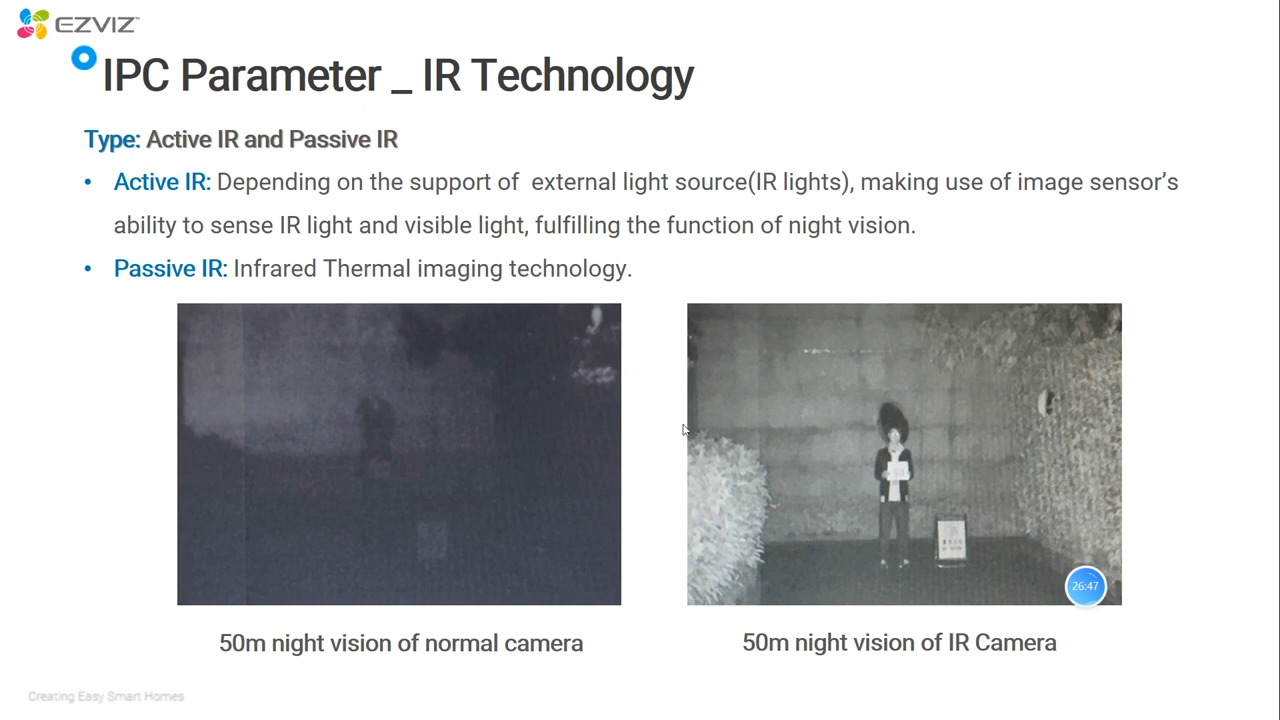 EZVIZ
IPC Parameter _ IR Technology
Type: Active IR and Passive IR
• Active IR: Depending on the support of external light source(IR lights), making use of image sensor's
ability to sense IR light and visible light, fulfilling the function of night vision.
• Passive IR: Infrared Thermal imaging technology.
26:47
50m night vision of normal camera
50m night vision of IR Camera
Creating Easy Smart Homes